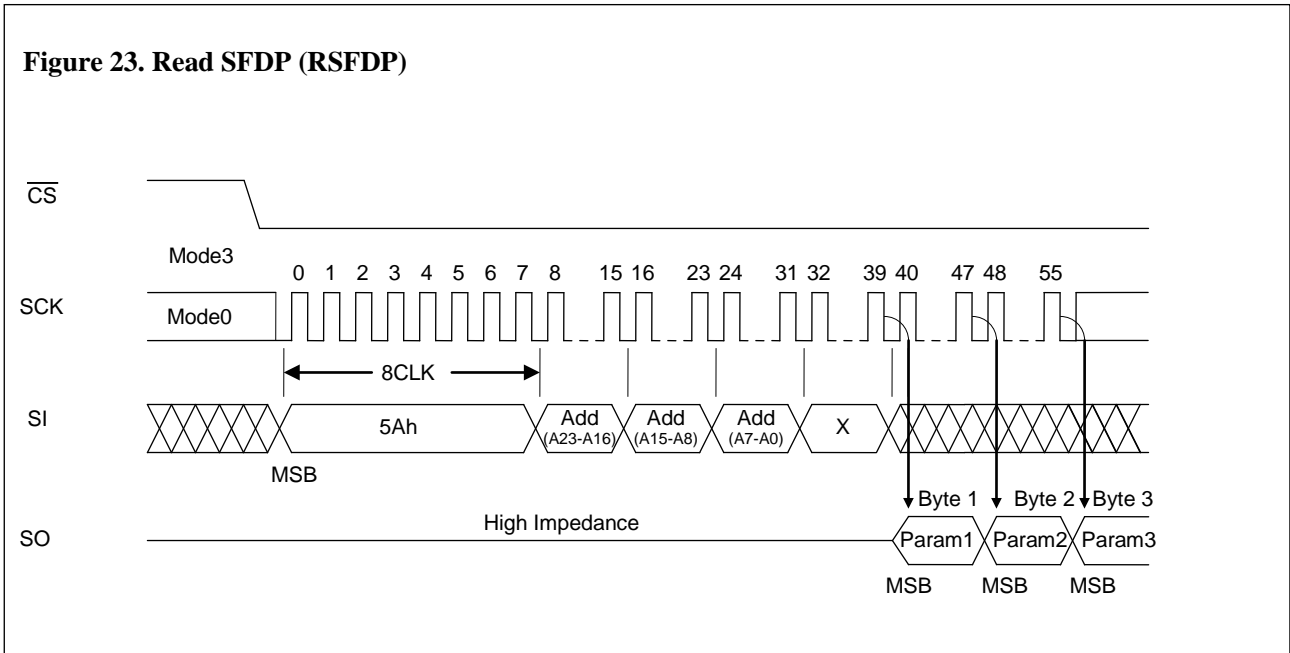 Figure 23. Read SFDP (RSFDP)
CS
Mode3
0 1 2 3 4 5 6 7 8 15 16 23 24 31 32 39 40 47 48 55
SCK
Mode0
8CLK
SI
5Ah
Add
(A23-A16)
Add
(A15-A8)
Add
(A7-A0)
X
MSB
Byte 1 Byte 2 Byte 3
High Impedance
SO
Param1 Param2 Param3
MSB MSB MSB